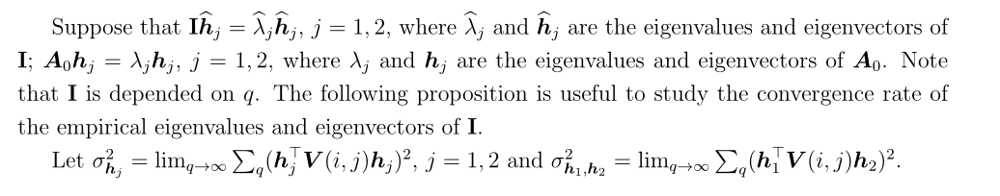 Suppose that $\mathbf{I}\widehat{\boldsymbol{h}}_j = \widehat{\lambda}_j\widehat{\boldsymbol{h}}_j$, $j = 1, 2$, where $\widehat{\lambda}_j$ and $\widehat{\boldsymbol{h}}_j$ are the eigenvalues and eigenvectors of
$\mathbf{I}$; $\boldsymbol{A}_0\boldsymbol{h}_j = \lambda_j\boldsymbol{h}_j$, $j = 1, 2$, where $\lambda_j$ and $\boldsymbol{h}_j$ are the eigenvalues and eigenvectors of $\boldsymbol{A}_0$. Note
that $\mathbf{I}$ is depended on $q$. The following proposition is useful to study the convergence rate of
the empirical eigenvalues and eigenvectors of $\mathbf{I}$.
Let $\sigma^2_{\boldsymbol{h}_j} = \lim_{q\to\infty} \sum_q (\boldsymbol{h}_j^\top \boldsymbol{V}(i,j)\boldsymbol{h}_j)^2$, $j = 1, 2$ and $\sigma^2_{\boldsymbol{h}_1,\boldsymbol{h}_2} = \lim_{q\to\infty} \sum_q (\boldsymbol{h}_1^\top \boldsymbol{V}(i,j)\boldsymbol{h}_2)^2$.